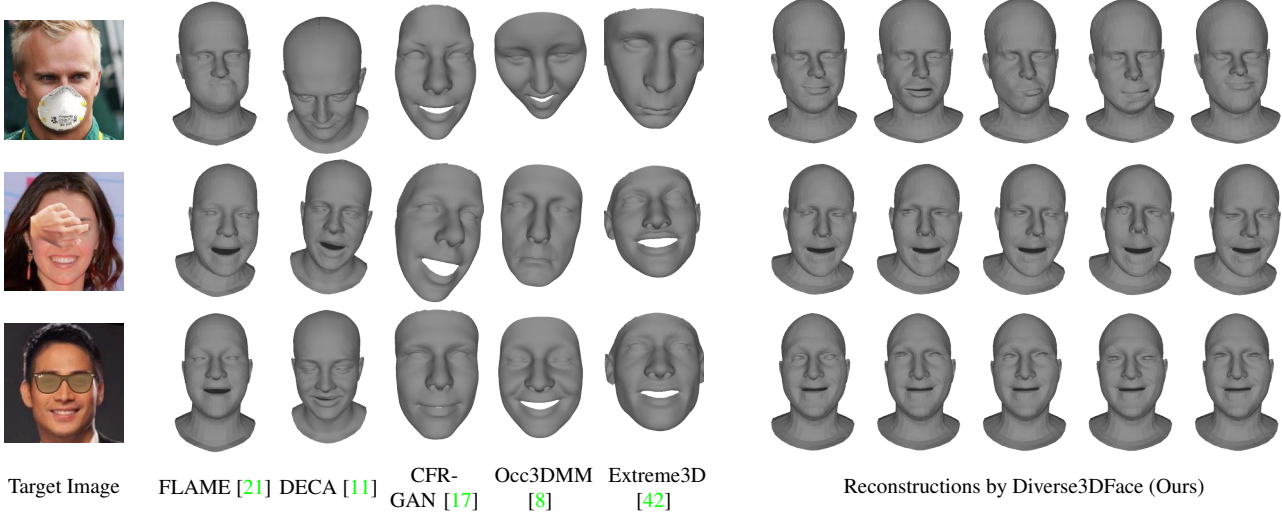 Target Image
FLAME [21]
DECA [11]
CFR-
GAN [17]
Occ3DMM
[8]
Extreme3D
[42]
Reconstructions by Diverse3DFace (Ours)